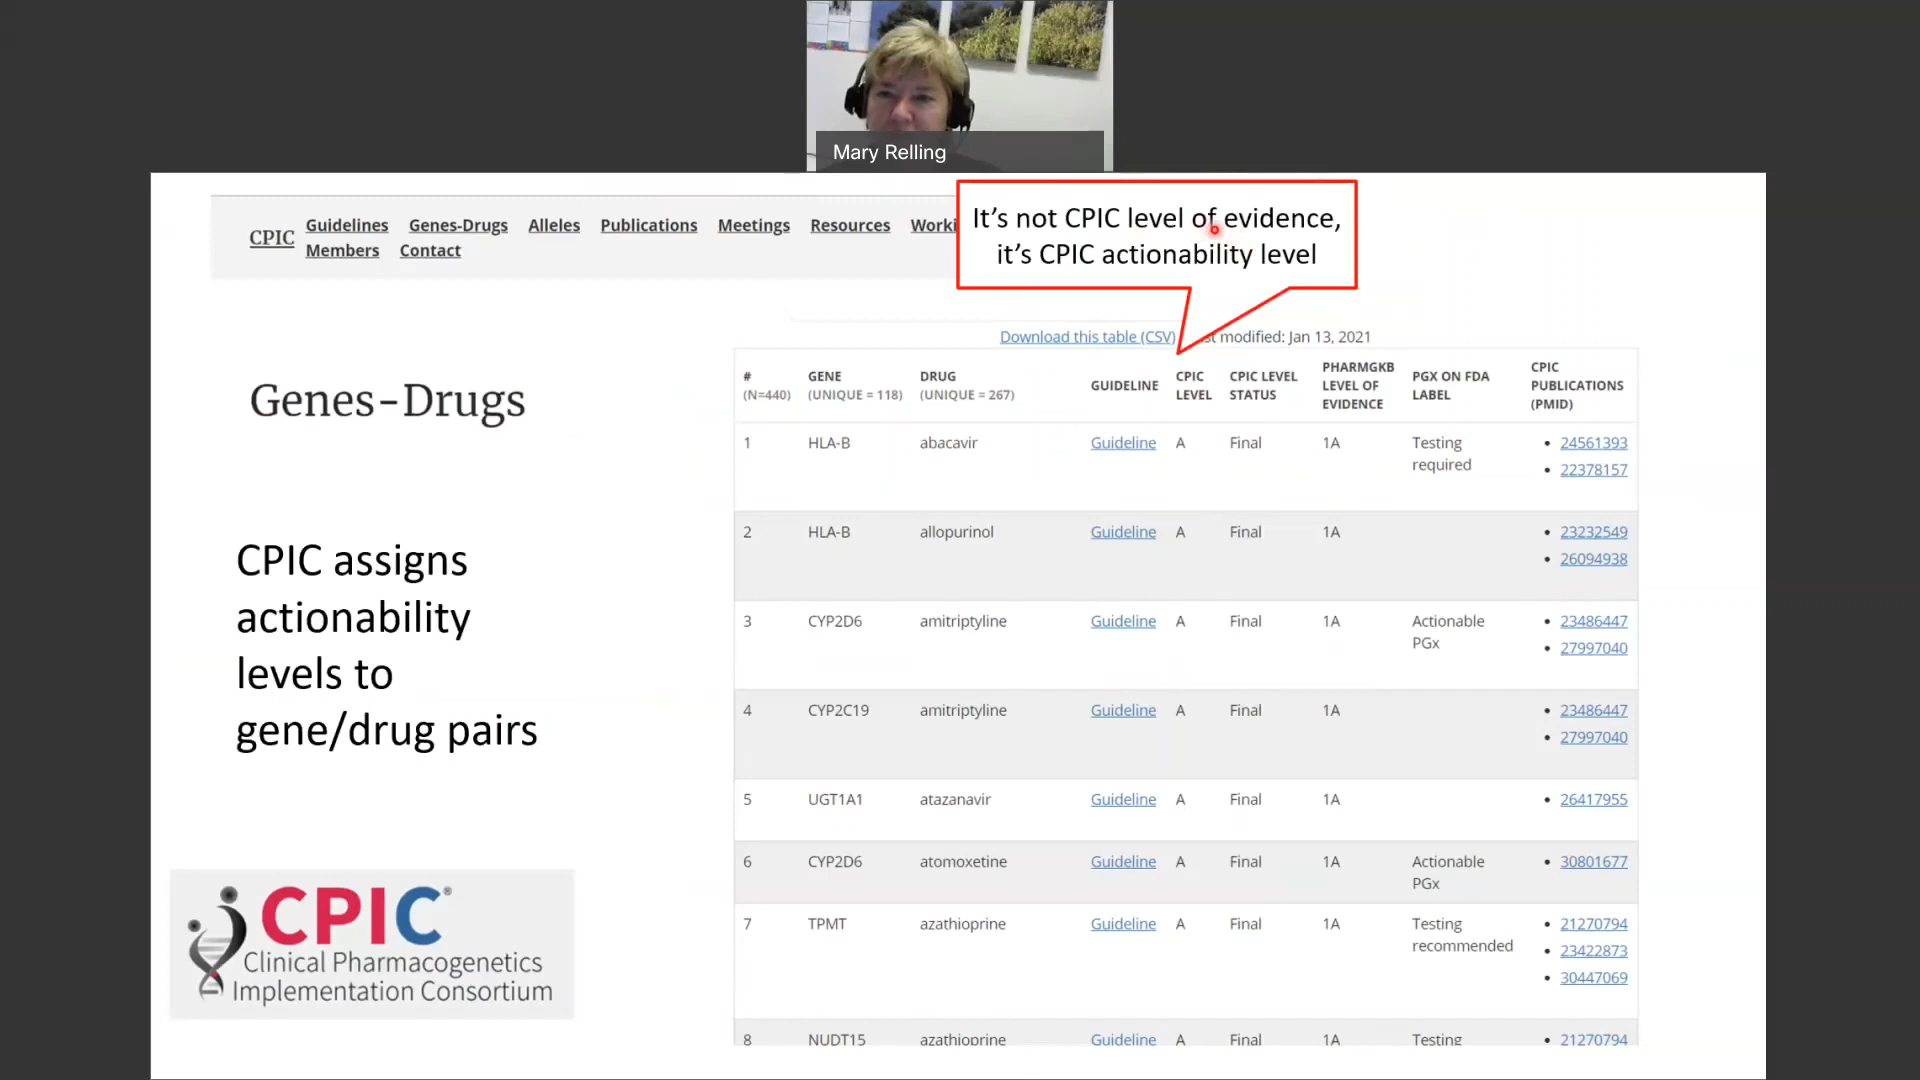 Mary Relling
CPIC
Guidelines Genes-Drugs Alleles Publications Meetings Resources Worki
Members Contact
It's not CPIC level of evidence,
it's CPIC actionability level
Genes-Drugs
CPIC assigns
actionability
levels to
gene/drug pairs
CPIC®
Clinical Pharmacogenetics
Implementation Consortium
Download this table (CSV) st modified: Jan 13, 2021
# (N=440) GENE (UNIQUE = 118) DRUG (UNIQUE = 267) GUIDELINE CPIC LEVEL CPIC LEVEL STATUS PHARMGKB LEVEL OF EVIDENCE PGX ON FDA LABEL CPIC PUBLICATIONS (PMID)
1 HLA-B abacavir Guideline A Final 1A Testing required • 24561393
• 22378157
2 HLA-B allopurinol Guideline A Final 1A • 23232549
• 26094938
3 CYP2D6 amitriptyline Guideline A Final 1A Actionable PGx • 23486447
• 27997040
4 CYP2C19 amitriptyline Guideline A Final 1A • 23486447
• 27997040
5 UGT1A1 atazanavir Guideline A Final 1A • 26417955
6 CYP2D6 atomoxetine Guideline A Final 1A Actionable PGx • 30801677
7 TPMT azathioprine Guideline A Final 1A Testing recommended • 21270794
• 23422873
• 30447069
8 NUDT15 azathioprine Guideline A Final 1A Testing • 21270794